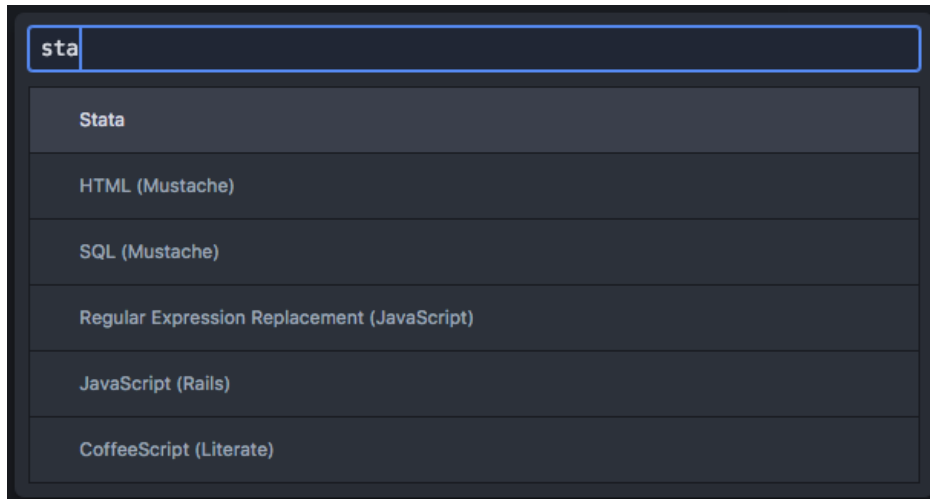 sta
Stata
HTML (Mustache)
SQL (Mustache)
Regular Expression Replacement (JavaScript)
JavaScript (Rails)
CoffeeScript (Literate)